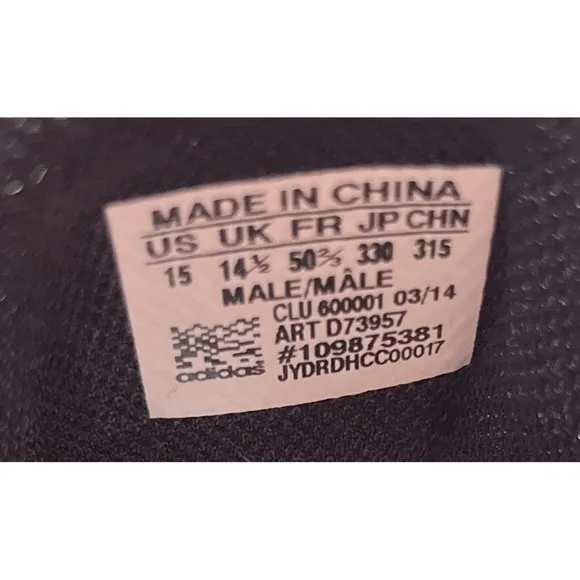 MADE IN CHINA
US UK FR JP CHN
15 14½ 50⅔ 330 315
MALE/MÂLE
CLU 600001 03/14
ART D73957
#109875381
adidas JYDRDHCC00017